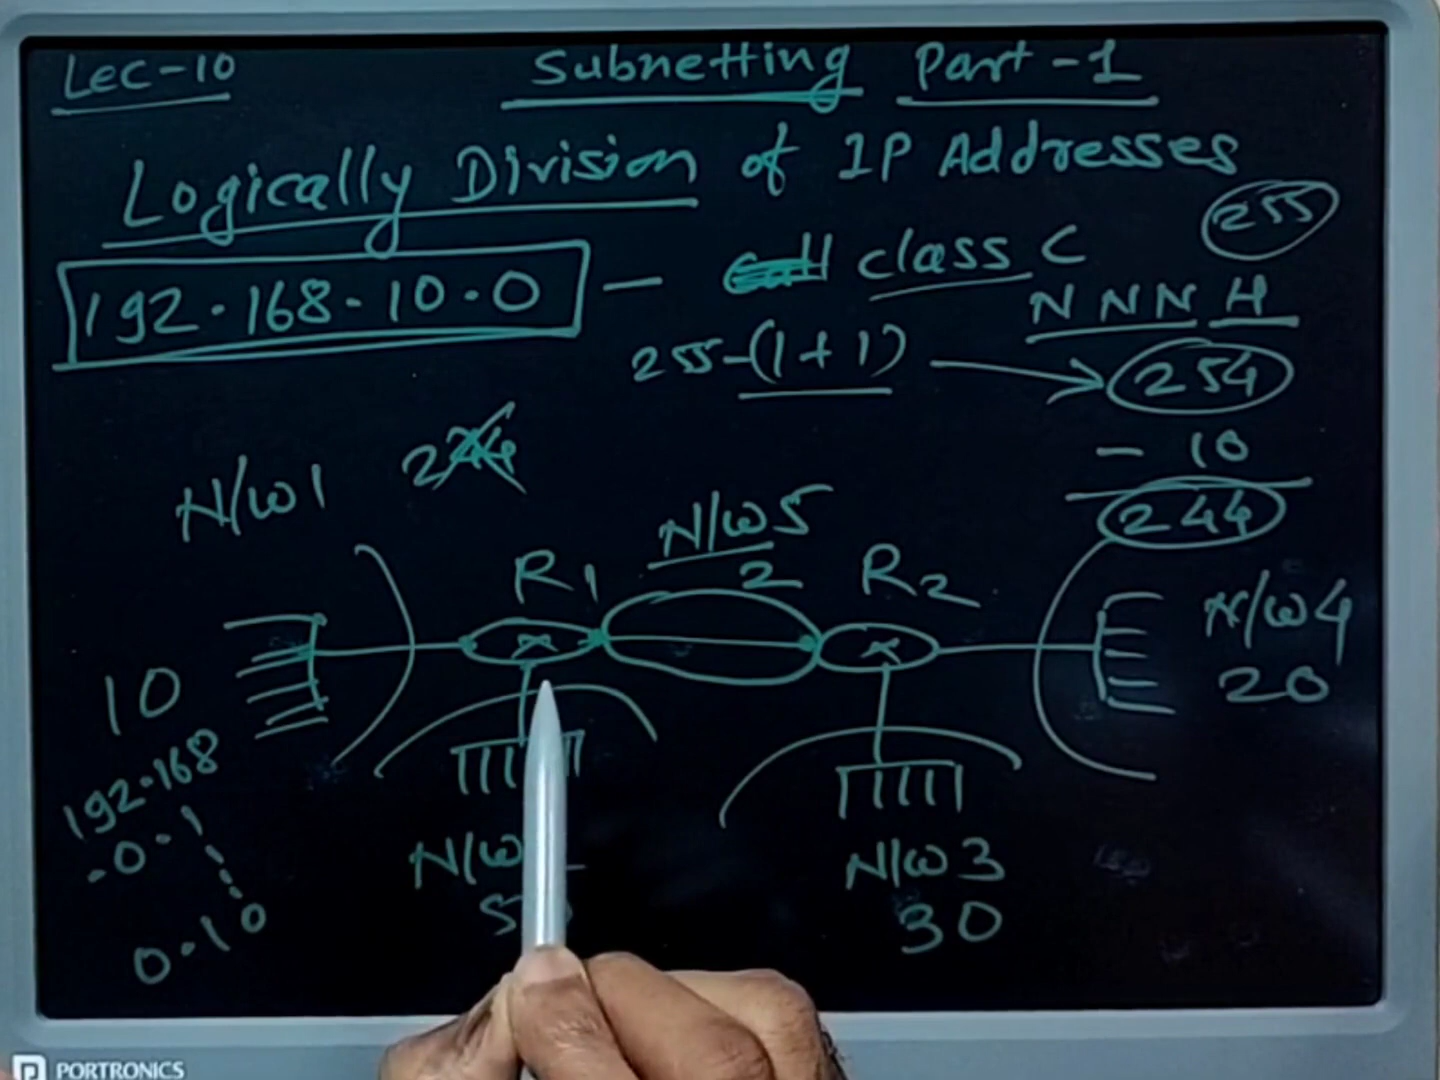 Lec-10
Subnetting Part-1
Logically Division of IP Addresses
255
192.168.10.0 - class C
N N N H
255-(1+1)
254
- 10
244
N/W1
N/W5
2
R1
R2
N/W4
20
10
192.168
.0.1
0.10
N/W3
30
PORTRONICS